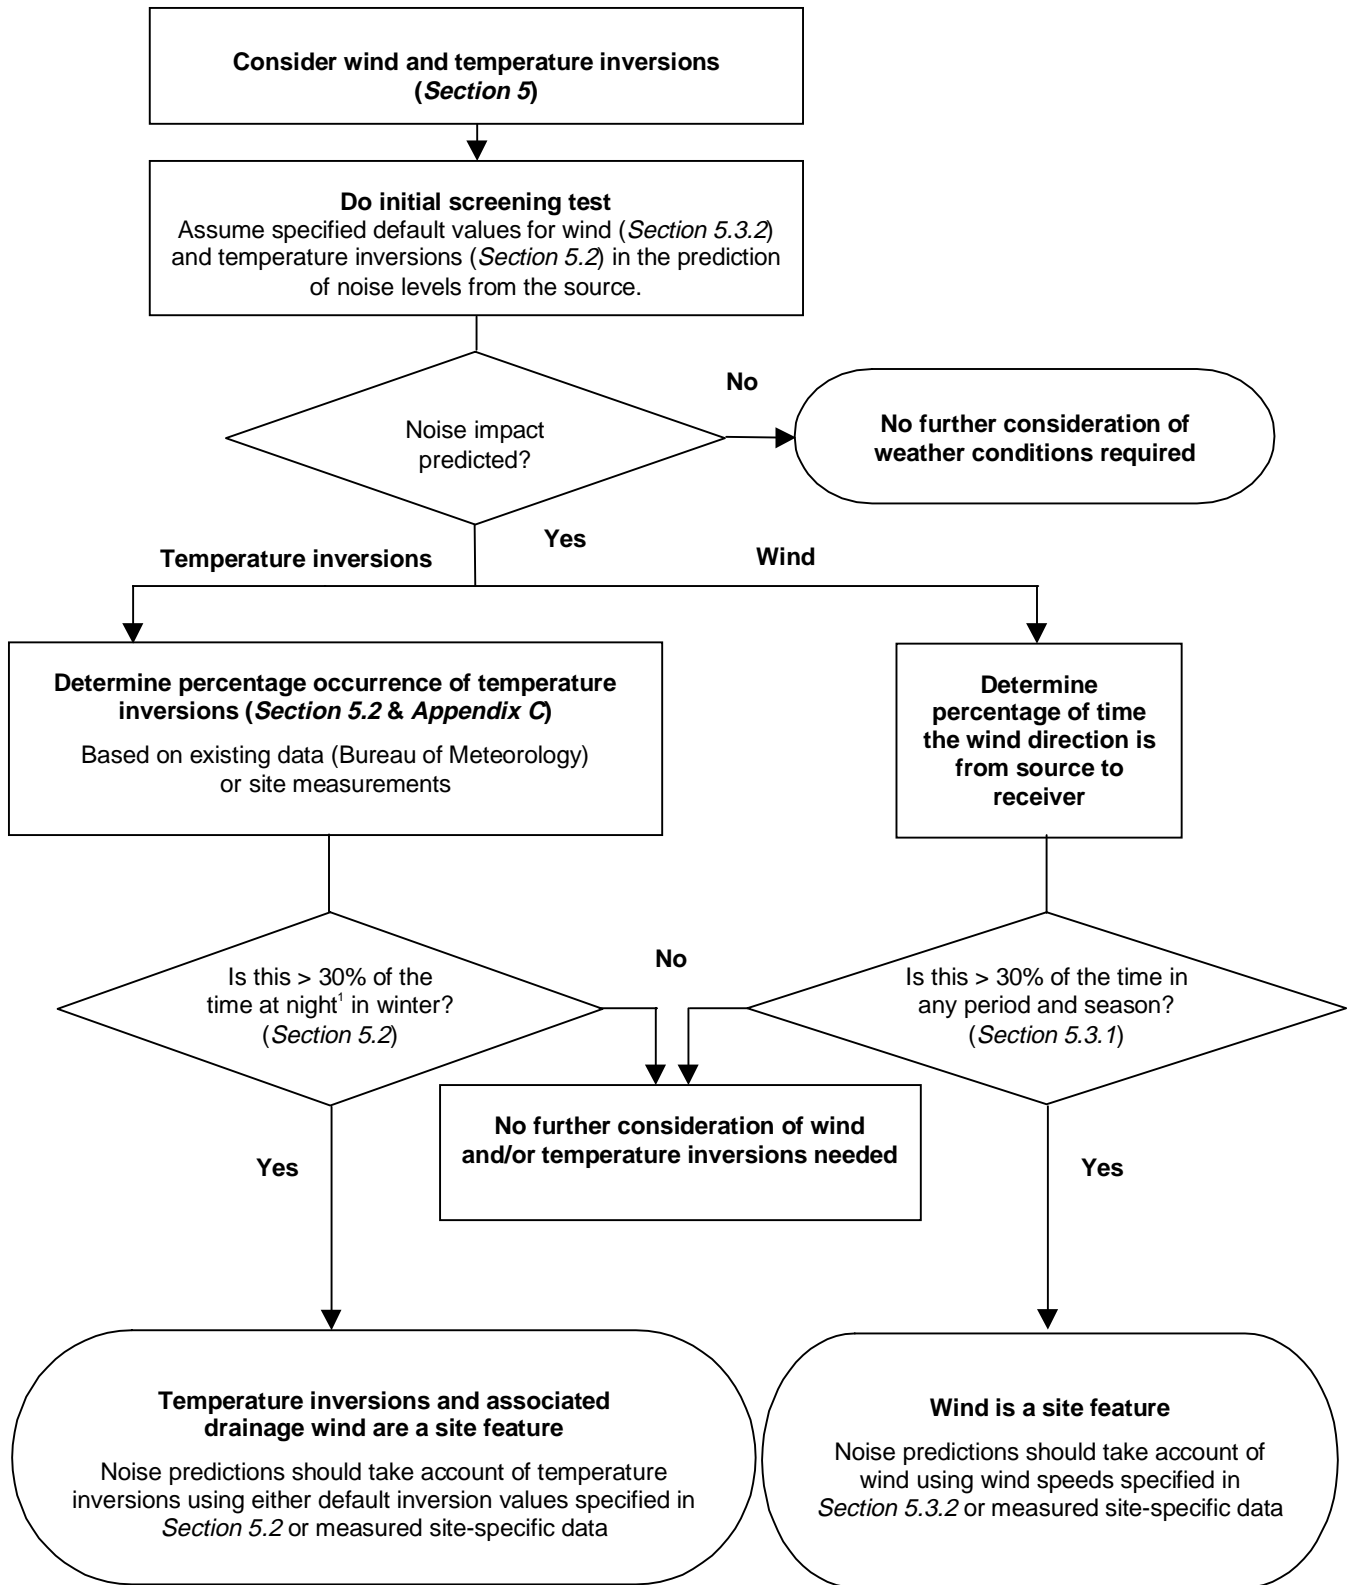 Consider wind and temperature inversions
(Section 5)
Do initial screening test
Assume specified default values for wind (Section 5.3.2)
and temperature inversions (Section 5.2) in the prediction
of noise levels from the source.
Noise impact
predicted?
No
No further consideration of
weather conditions required
Yes
Temperature inversions
Wind
Determine percentage occurrence of temperature
inversions (Section 5.2 & Appendix C)
Based on existing data (Bureau of Meteorology)
or site measurements
Determine
percentage of time
the wind direction is
from source to
receiver
Is this > 30% of the
time at night¹ in winter?
(Section 5.2)
No
Is this > 30% of the time in
any period and season?
(Section 5.3.1)
No further consideration of wind
and/or temperature inversions needed
Yes
Yes
Temperature inversions and associated
drainage wind are a site feature
Noise predictions should take account of temperature
inversions using either default inversion values specified in
Section 5.2 or measured site-specific data
Wind is a site feature
Noise predictions should take account of
wind using wind speeds specified in
Section 5.3.2 or measured site-specific data